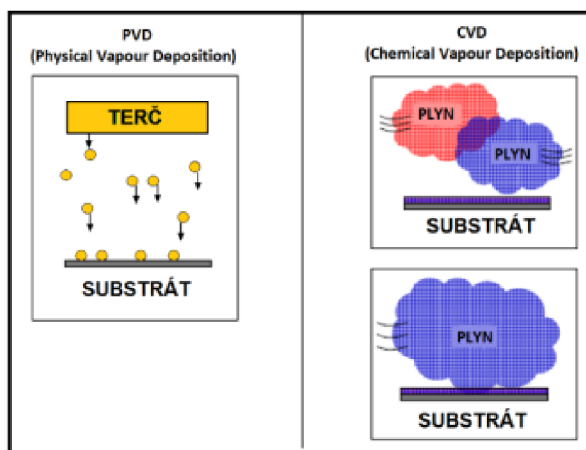 PVD
(Physical Vapour Deposition)
TERČ
SUBSTRÁT
CVD
(Chemical Vapour Deposition)
PLYN
PLYN
SUBSTRÁT
PLYN
SUBSTRÁT